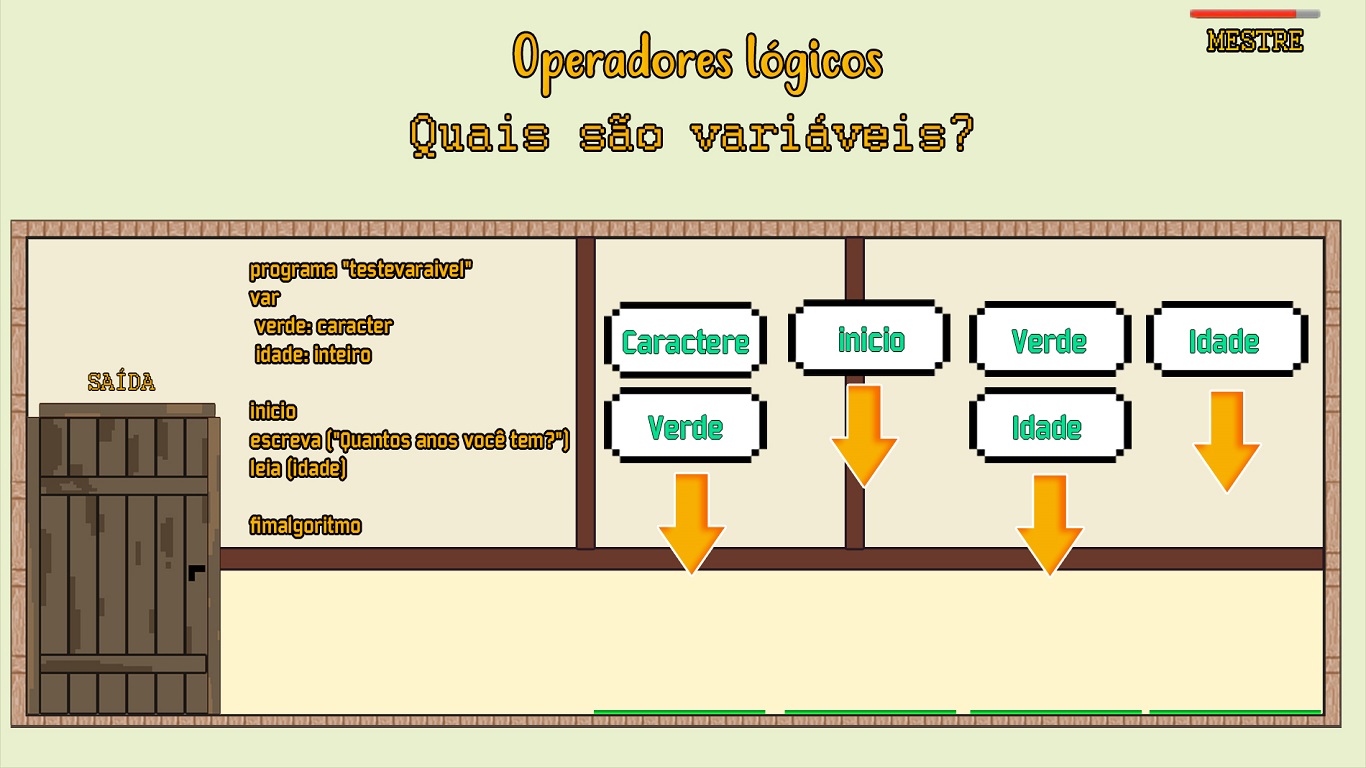 MESTRE
Operadores lógicos
Quais são variáveis?
programa "testevaraivel"
var
verde: caracter
idade: inteiro
inicio
escreva ("Quantos anos você tem?")
leia (idade)
fimalgoritmo
SAÍDA
Caractere
Verde
inicio
Verde
Idade
Idade